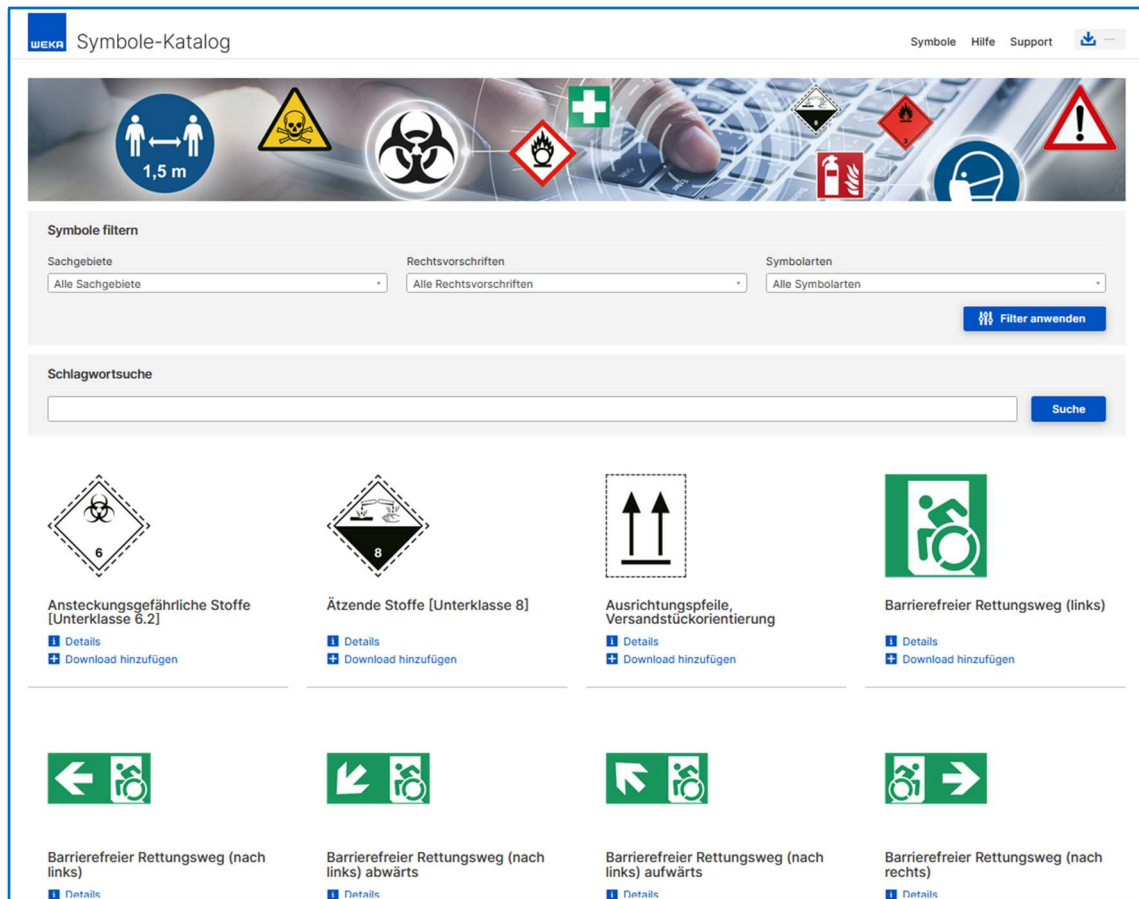 WEKA
Symbole-Katalog
Symbole Hilfe Support
1,5 m
8
3
Symbole filtern
Sachgebiete Rechtsvorschriften Symbolarten
Alle Sachgebiete Alle Rechtsvorschriften Alle Symbolarten
Filter anwenden
Schlagwortsuche
Suche
6 8
Ansteckungsgefährliche Stoffe
[Unterklasse 6.2]
Details
Download hinzufügen
Ätzende Stoffe [Unterklasse 8]
Details
Download hinzufügen
Ausrichtungspfeile,
Versandstückorientierung
Details
Download hinzufügen
Barrierefreier Rettungsweg (links)
Details
Download hinzufügen
Barrierefreier Rettungsweg (nach
links)
Details
Barrierefreier Rettungsweg (nach
links) abwärts
Details
Barrierefreier Rettungsweg (nach
links) aufwärts
Details
Barrierefreier Rettungsweg (nach
rechts)
Details